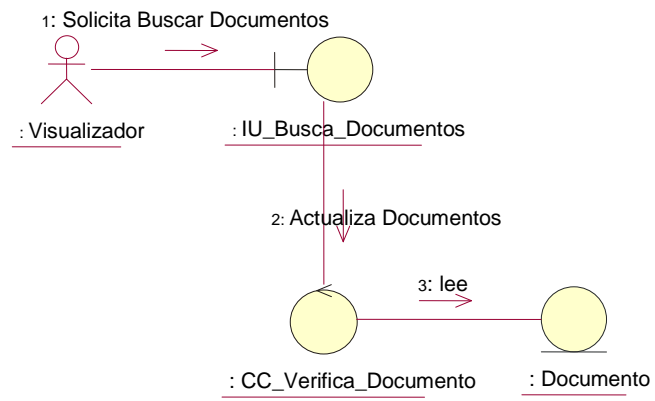 1: Solicita Buscar Documentos
: Visualizador
: IU_Busca_Documentos
2: Actualiza Documentos
3: lee
: CC_Verifica_Documento
: Documento